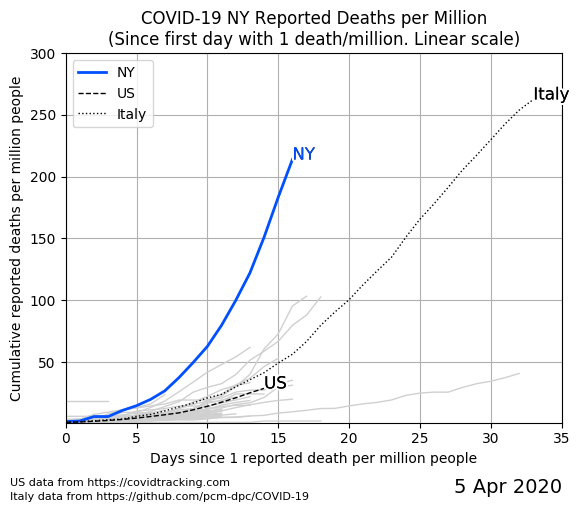 COVID-19 NY Reported Deaths per Million
(Since first day with 1 death/million. Linear scale)
Cumulative reported deaths per million people
300
250
200
150
100
50
NY
US
Italy
Italy
NY
US
0
5
10
15
20
25
30
35
Days since 1 reported death per million people
US data from https://covidtracking.com
Italy data from https://github.com/pcm-dpc/COVID-19
5 Apr 2020